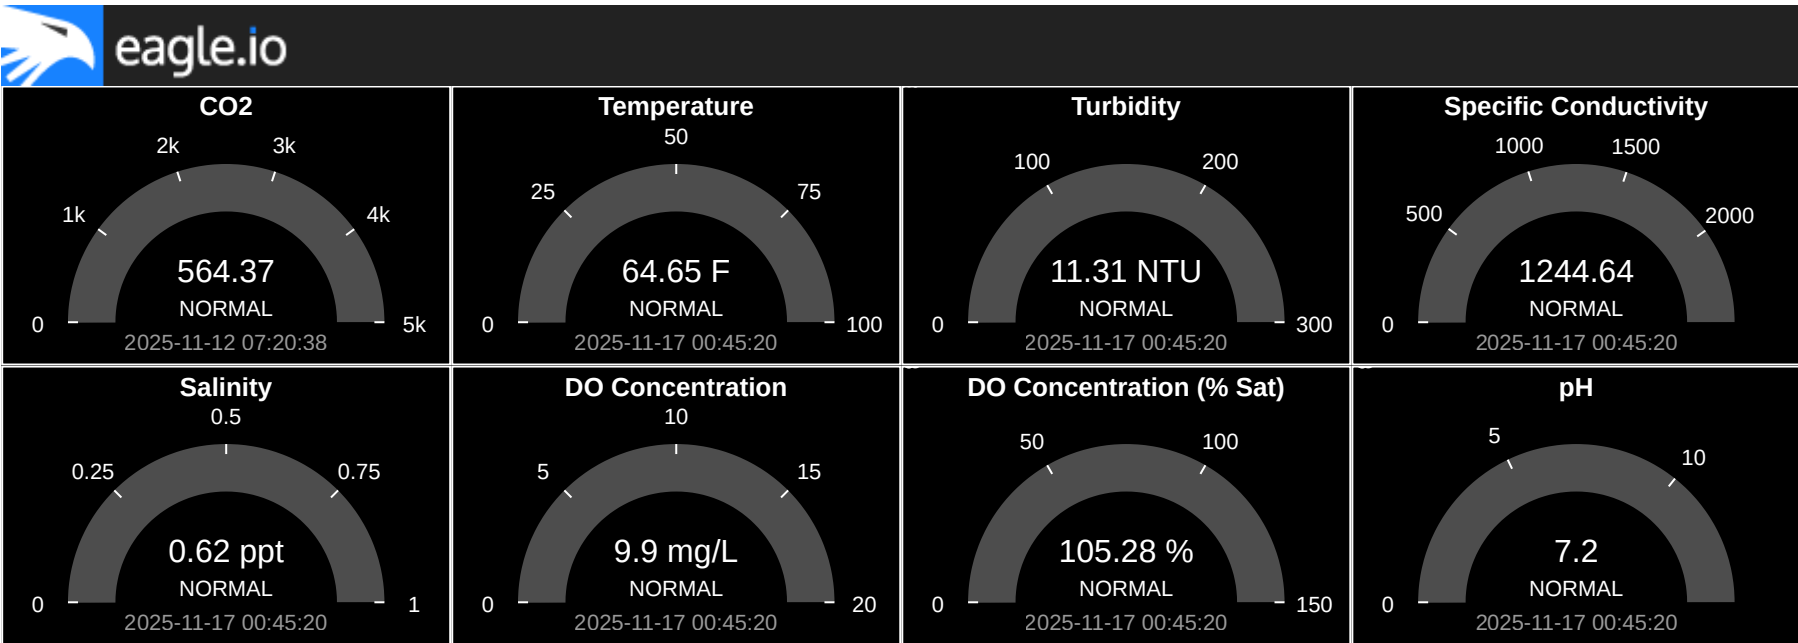 eagle.io
CO2
2k 3k
1k 4k
564.37
NORMAL
0 5k
2025-11-12 07:20:38
Temperature
50
25 75
64.65 F
NORMAL
0 100
2025-11-17 00:45:20
Turbidity
100 200
11.31 NTU
NORMAL
0 300
2025-11-17 00:45:20
Specific Conductivity
1000 1500
500 2000
1244.64
NORMAL
0
2025-11-17 00:45:20
Salinity
0.5
0.25 0.75
0.62 ppt
NORMAL
0 1
2025-11-17 00:45:20
DO Concentration
10
5 15
9.9 mg/L
NORMAL
0 20
2025-11-17 00:45:20
DO Concentration (% Sat)
50 100
105.28 %
NORMAL
0 150
2025-11-17 00:45:20
pH
5 10
7.2
NORMAL
0
2025-11-17 00:45:20